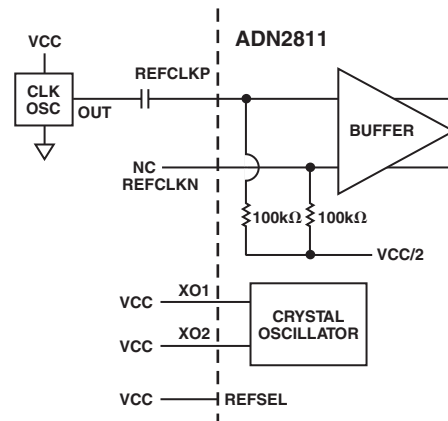 ADN2811
VCC
REFCLKP
CLK
OSC
OUT
BUFFER
NC
REFCLKN
100kΩ
100kΩ
VCC/2
VCC
XO1
CRYSTAL
OSCILLATOR
VCC
XO2
VCC
REFSEL